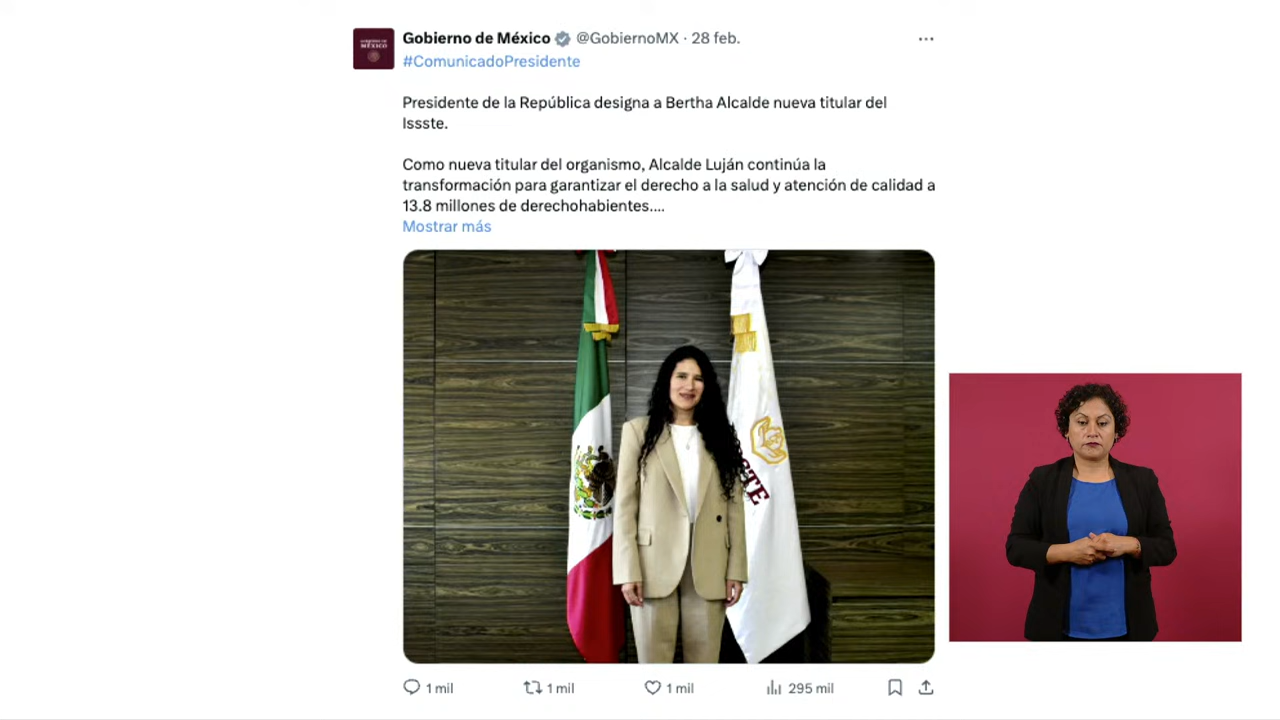 Gobierno de México @GobiernoMX · 28 feb.
#ComunicadoPresidente
Presidente de la República designa a Bertha Alcalde nueva titular del
Issste.
Como nueva titular del organismo, Alcalde Luján continúa la
transformación para garantizar el derecho a la salud y atención de calidad a
13.8 millones de derechohabientes....
Mostrar más
STE
1 mil
1 mil
1 mil
295 mil